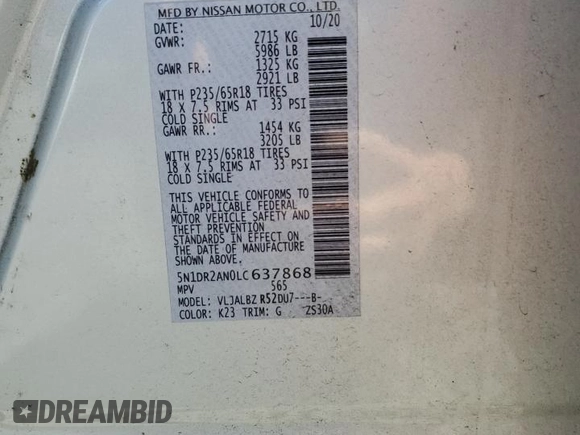 MFD BY NISSAN MOTOR CO., LTD.
DATE: 10/20
GVWR: 2715 KG
5986 LB
GAWR FR.: 1325 KG
2921 LB
WITH P235/65R18 TIRES
18 X 7.5 RIMS AT 33 PSI
COLD SINGLE
GAWR RR.: 1454 KG
3205 LB
WITH P235/65R18 TIRES
18 X 7.5 RIMS AT 33 PSI
COLD SINGLE
THIS VEHICLE CONFORMS TO
ALL APPLICABLE FEDERAL
MOTOR VEHICLE SAFETY AND
THEFT PREVENTION
STANDARDS IN EFFECT ON
THE DATE OF MANUFACTURE
SHOWN ABOVE.
5N1DR2AN0LC637868
MPV 565
MODEL: VLJALBZ R52DU7---B-
COLOR: K23 TRIM: G ZS30A
DREAMBID